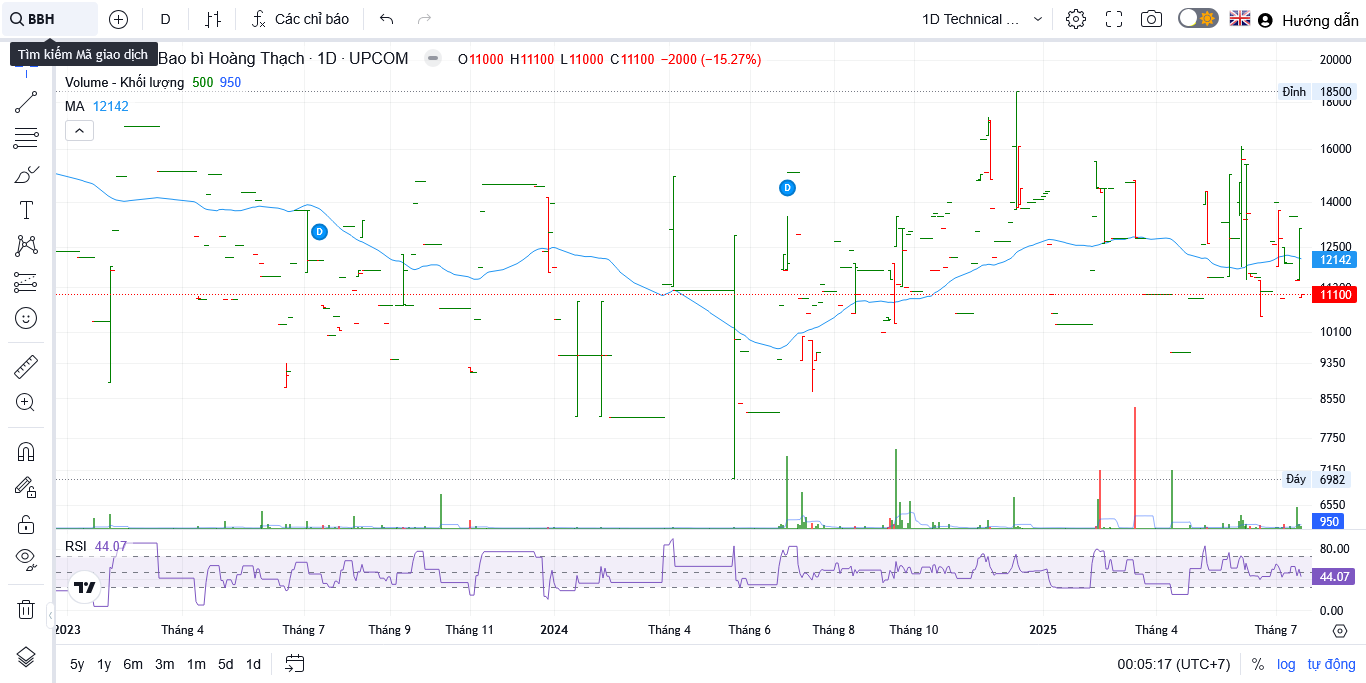 BBH
D
Các chỉ báo
1D Technical ...
Hướng dẫn
Tìm kiếm Mã giao dịch
Bao bì Hoàng Thạch · 1D · UPCOM
O11000 H11100 L11000 C11100 −2000 (−15.27%)
Volume - Khối lượng 500 950
MA 12142
D
D
20000
Đỉnh 18500
18000
16000
14000
12500
12142
11100
10100
9350
8550
7750
7150
Đáy 6982
6550
950
RSI 44.07
80.00
44.07
0.00
2023 Tháng 4 Tháng 7 Tháng 9 Tháng 11 2024 Tháng 4 Tháng 6 Tháng 8 Tháng 10 2025 Tháng 4 Tháng 7
5y 1y 6m 3m 1m 5d 1d
00:05:17 (UTC+7) % log tự động